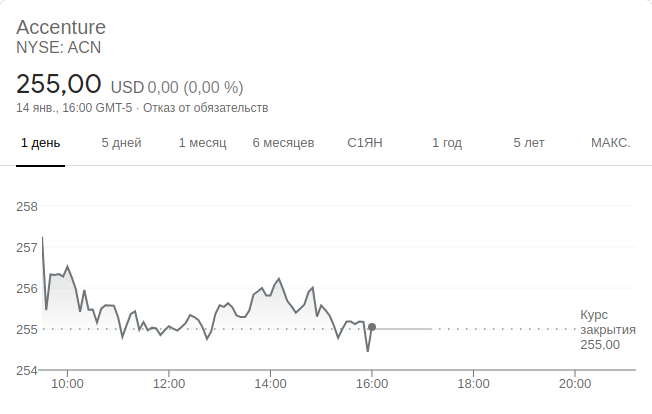 Accenture
NYSE: ACN
255,00 USD 0,00 (0,00 %)
14 янв., 16:00 GMT-5 · Отказ от обязательств
1 день 5 дней 1 месяц 6 месяцев С1ЯН 1 год 5 лет МАКС.
258
257
256
255
254
Курс
закрытия
255,00
10:00 12:00 14:00 16:00 18:00 20:00